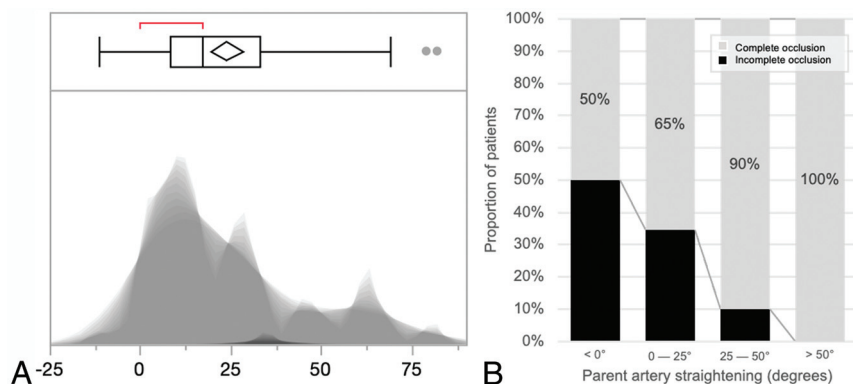 A
-25 0 25 50 75
100%
90%
80%
70%
60%
50%
40%
30%
20%
10%
0%
Proportion of patients
Complete occlusion
Incomplete occlusion
50%
65%
90%
100%
< 0°
0 — 25°
25 — 50°
> 50°
Parent artery straightening (degrees)
B